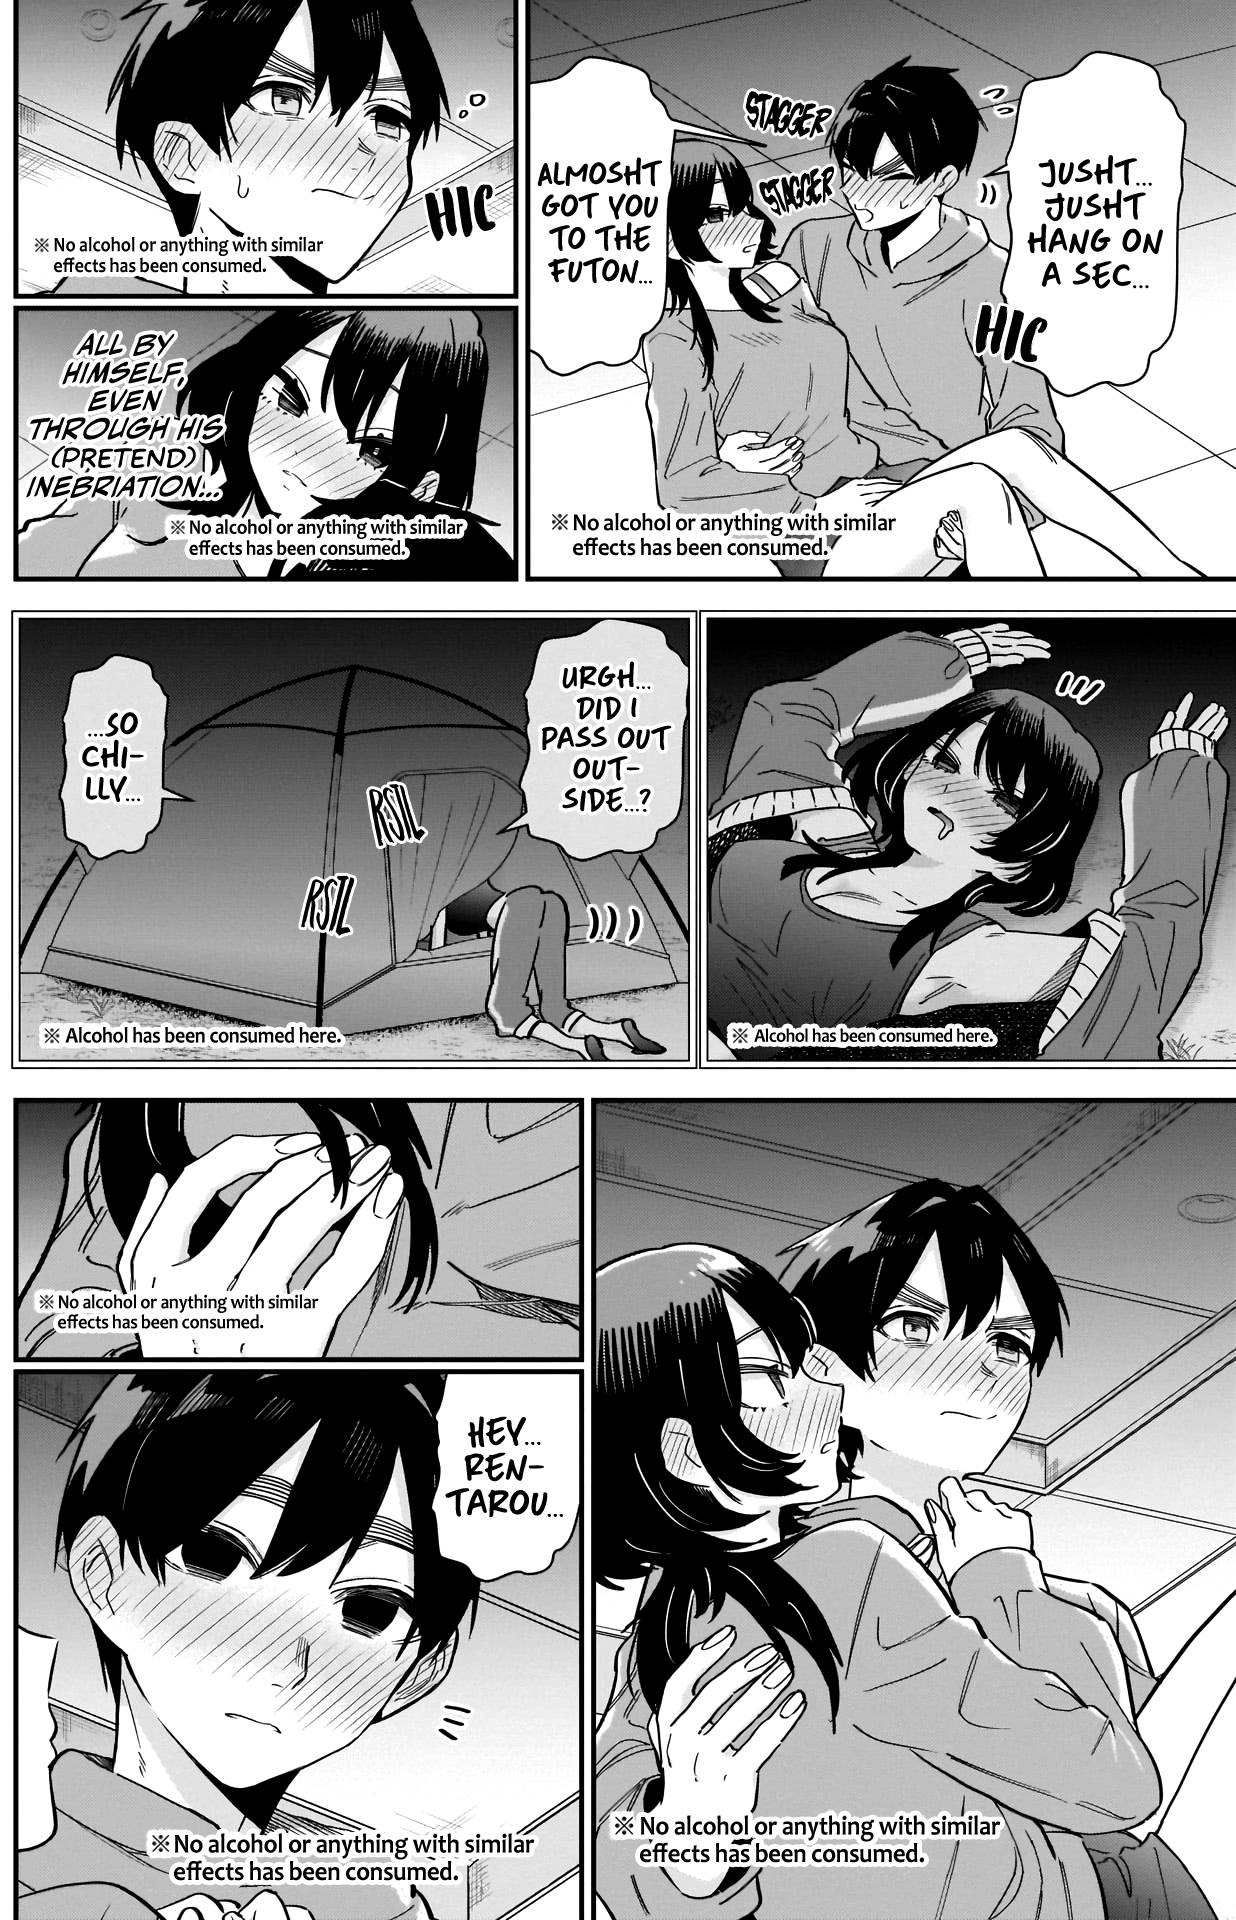 JUSHT...
JUSHT
HANG ON
A SEC...
STAGGER
STAGGER
HIC
ALMOSHT
GOT YOU
TO THE
FUTON...
※ No alcohol or anything with similar
effects has been consumed.
HIC
※ No alcohol or anything with similar
effects has been consumed.
ALL BY
HIMSELF,
EVEN
THROUGH HIS
(PRETEND)
INEBRIATION...
※ No alcohol or anything with similar
effects has been consumed.
※ Alcohol has been consumed here.
URGH...
DID I
PASS OUT
OUT-
SIDE...?
RSTL
RSTL
...SO
CHI-
LLY...
※ Alcohol has been consumed here.
※ No alcohol or anything with similar
effects has been consumed.
※ No alcohol or anything with similar
effects has been consumed.
HEY...
REN-
TAROU...
※ No alcohol or anything with similar
effects has been consumed.